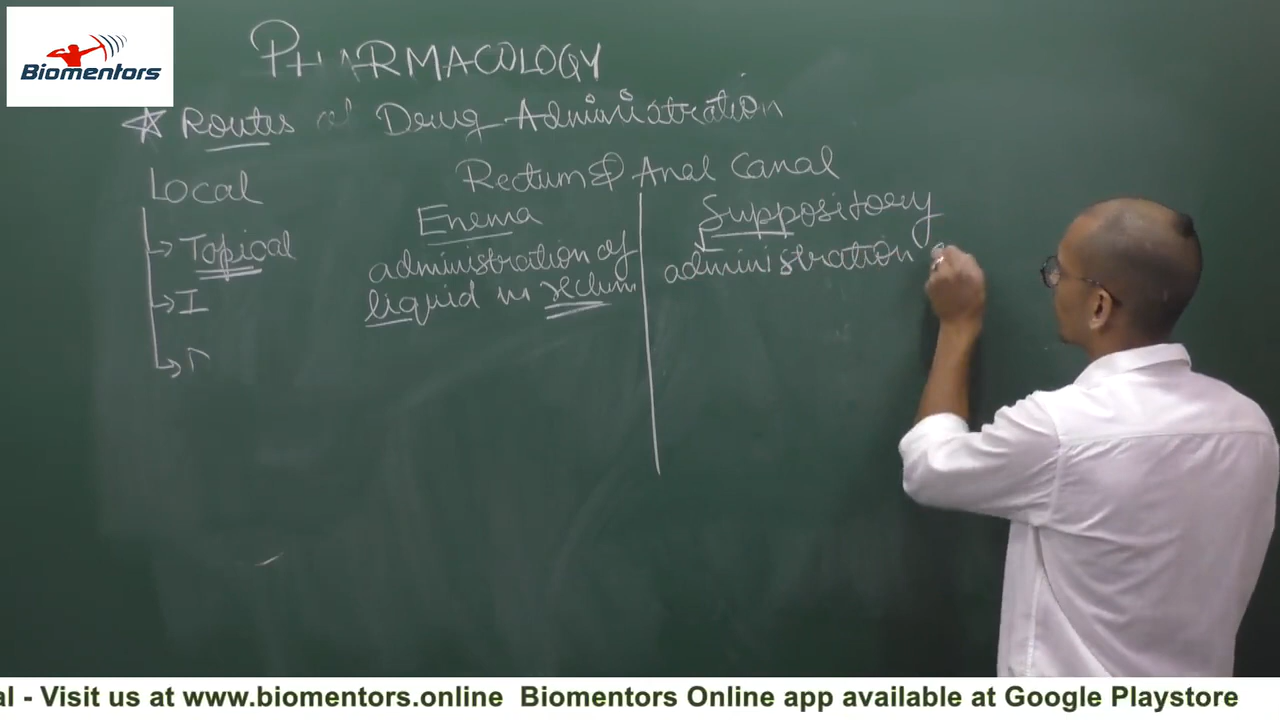 Biomentors
PHARMACOLOGY
Routes of Drug Administration
Local
Topical
I
Rectum & Anal Canal
Enema
administration of
liquid in rectum
Suppository
administration
al - Visit us at www.biomentors.online Biomentors Online app available at Google Playstore